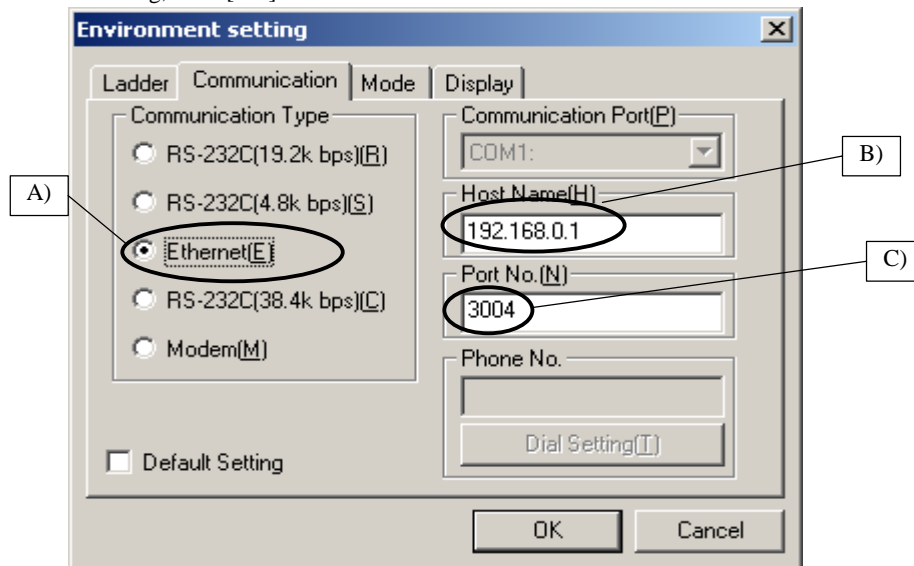 Environment setting
Ladder Communication Mode Display
Communication Type
RS-232C(19.2k bps)(R)
RS-232C(4.8k bps)(S)
Ethernet(E)
RS-232C(38.4k bps)(C)
Modem(M)
Default Setting
Communication Port(P)
COM1:
Host Name(H)
192.168.0.1
Port No.(N)
3004
Phone No.
Dial Setting(T)
OK Cancel
A)
B)
C)